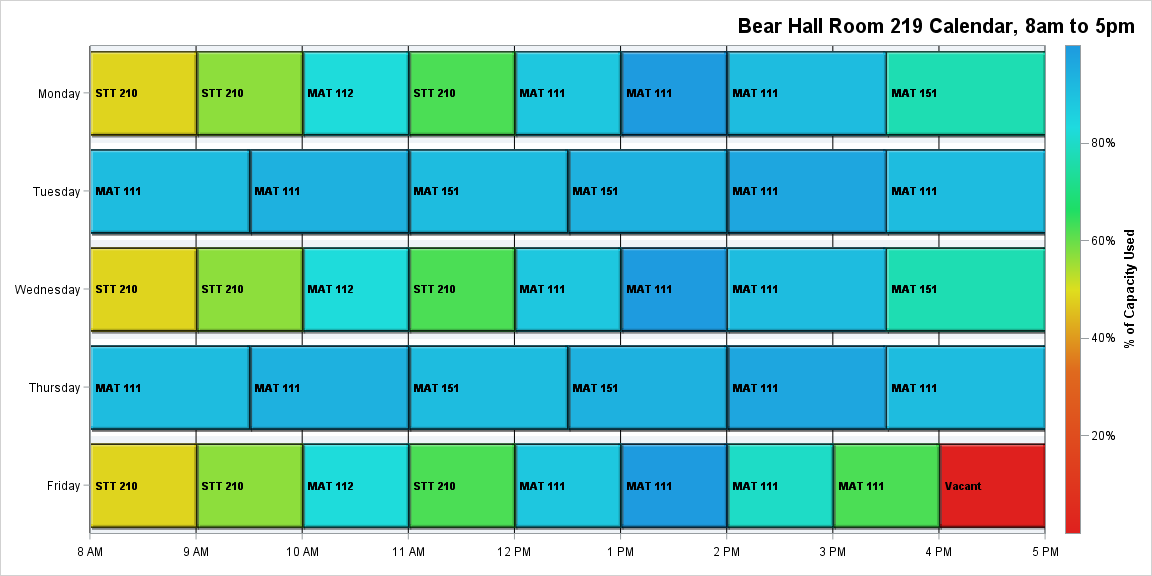 Bear Hall Room 219 Calendar, 8am to 5pm
Monday
STT 210
STT 210
MAT 112
STT 210
MAT 111
MAT 111
MAT 111
MAT 151
Tuesday
MAT 111
MAT 111
MAT 151
MAT 151
MAT 111
MAT 111
Wednesday
STT 210
STT 210
MAT 112
STT 210
MAT 111
MAT 111
MAT 111
MAT 151
Thursday
MAT 111
MAT 111
MAT 151
MAT 151
MAT 111
MAT 111
Friday
STT 210
STT 210
MAT 112
STT 210
MAT 111
MAT 111
MAT 111
MAT 111
Vacant
8 AM
9 AM
10 AM
11 AM
12 PM
1 PM
2 PM
3 PM
4 PM
5 PM
80%
60%
40%
20%
% of Capacity Used